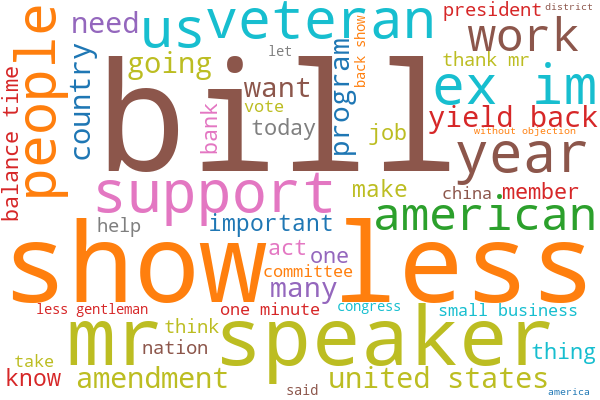 president
district
people
need
us
veteran
let
back show
work
country
going
thank mr
bill
want
program
vote
ex im
balance time
bank
today
job
yield back
without objection
year
support
make
china
member
help
important
american
act
one
show less
committee
many
less gentleman
one minute
congress
small business
mr speaker
think
nation
thing
take
know
amendment
united states
said
america